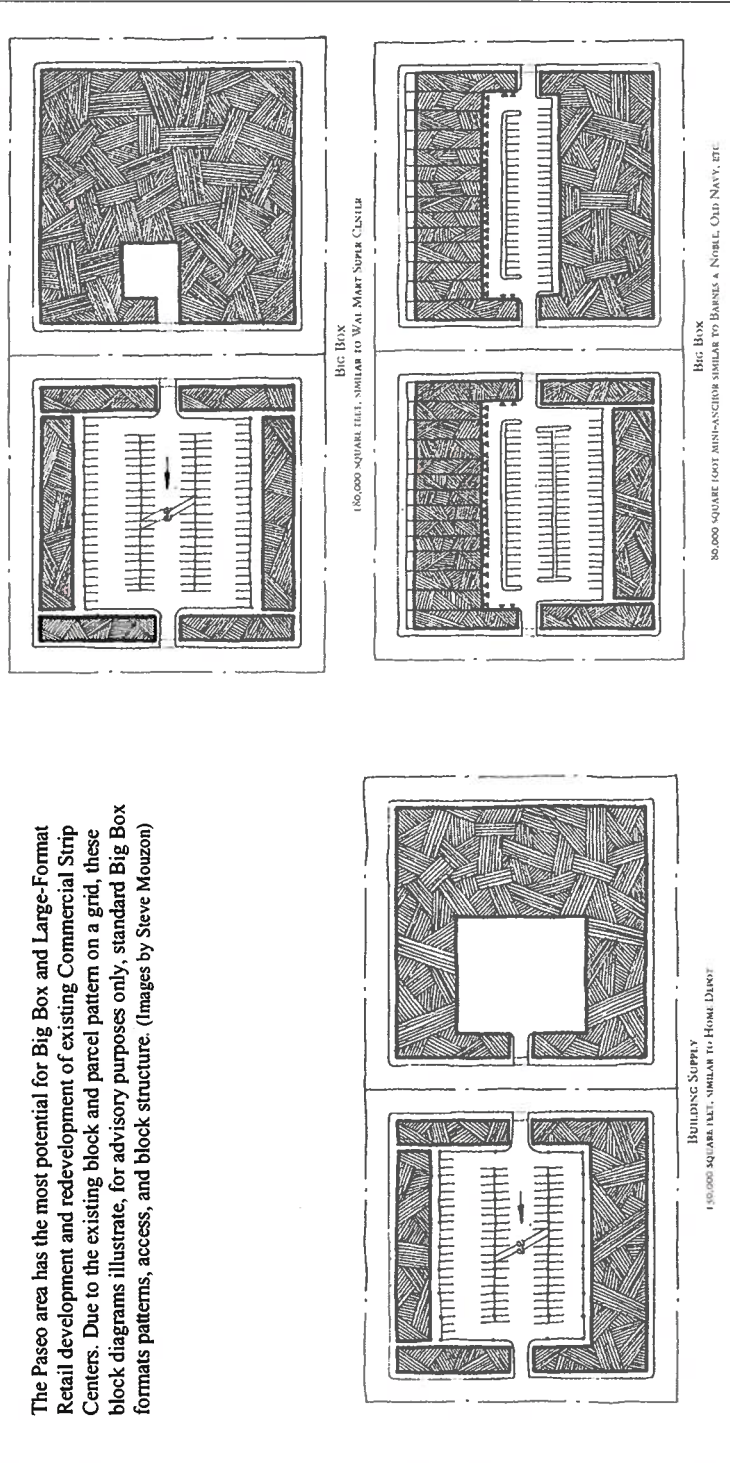 The Paseo area has the most potential for Big Box and Large-Format
Retail development and redevelopment of existing Commercial Strip
Centers. Due to the existing block and parcel pattern on a grid, these
block diagrams illustrate, for advisory purposes only, standard Big Box
formats patterns, access, and block structure. (Images by Steve Mouzon)
BIG BOX
180,000 SQUARE FEET, SIMILAR TO WAL MART SUPER CENTER
BUILDING SUPPLY
130,000 SQUARE FEET, SIMILAR TO HOME DEPOT
BIG BOX
80,000 SQUARE FOOT MINI-ANCHOR SIMILAR TO BARNES & NOBLE, OLD NAVY, ETC.